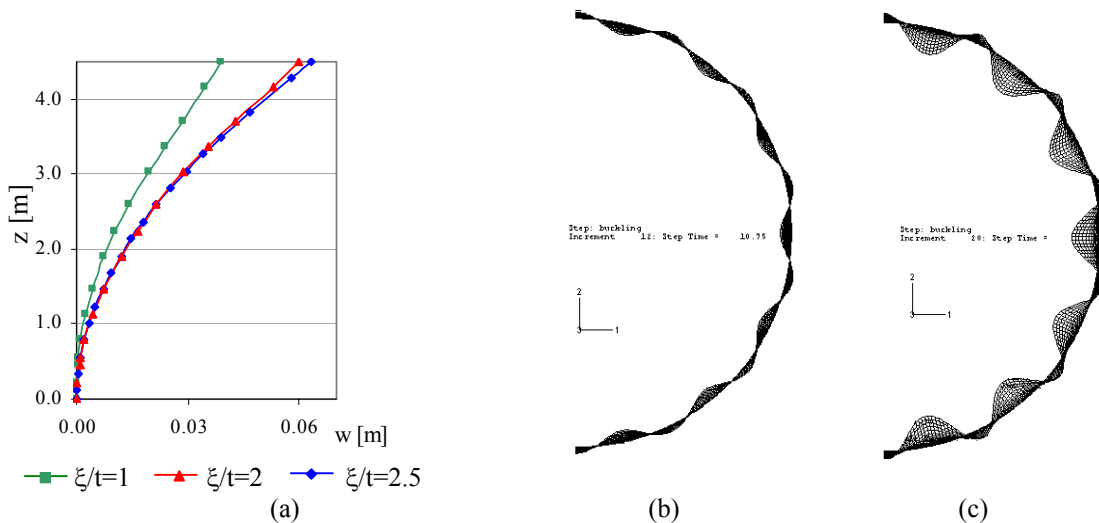 z [m]
4.0
3.0
2.0
1.0
0.0
0.00 0.03 0.06 w [m]
ξ/t=1 ξ/t=2 ξ/t=2.5
(a)
Step: buckling
Increment 12: Step Time = 10.75
2
3 1
(b)
Step: buckling
Increment 20: Step Time =
2
3 1
(c)